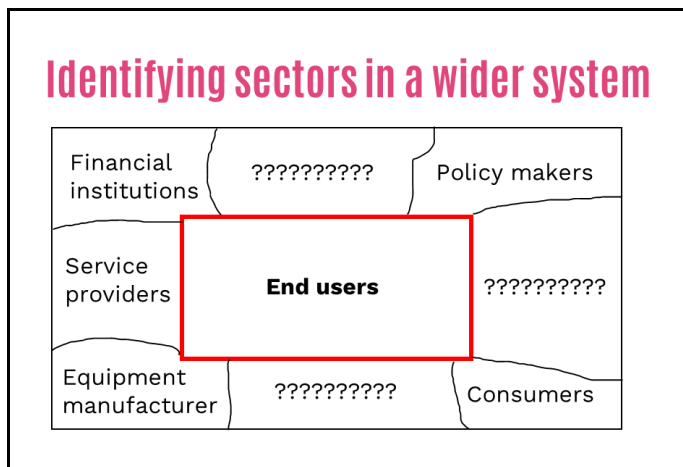 Identifying sectors in a wider system
Financial
institutions
??????????
Policy makers
Service
providers
End users
??????????
Equipment
manufacturer
??????????
Consumers